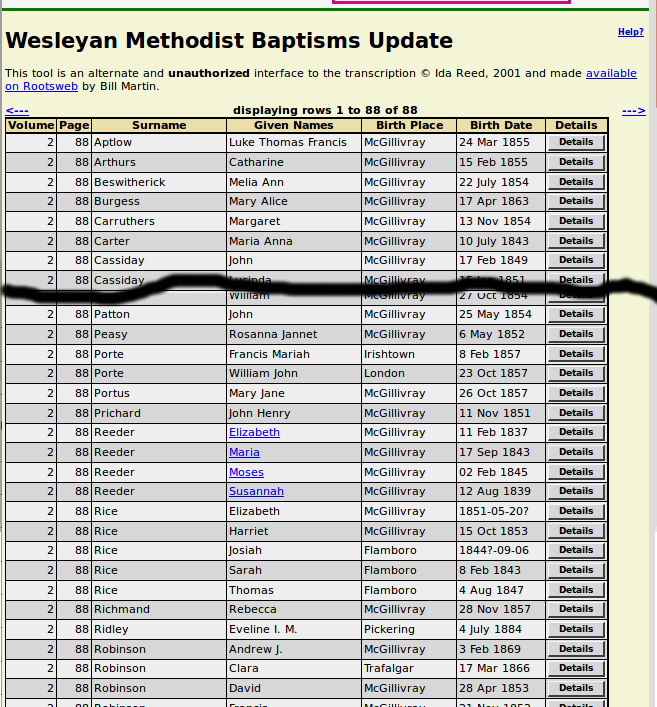 Help?
Wesleyan Methodist Baptisms Update
This tool is an alternate and unauthorized interface to the transcription © Ida Reed, 2001 and made available
on Rootsweb by Bill Martin.
<--- displaying rows 1 to 88 of 88 --->
Volume Page Surname Given Names Birth Place Birth Date Details
2 88 Aptlow Luke Thomas Francis McGillivray 24 Mar 1855 Details
2 88 Arthurs Catharine McGillivray 15 Feb 1855 Details
2 88 Beswitherick Melia Ann McGillivray 22 July 1854 Details
2 88 Burgess Mary Alice McGillivray 17 Apr 1863 Details
2 88 Carruthers Margaret McGillivray 13 Nov 1854 Details
2 88 Carter Maria Anna McGillivray 10 July 1843 Details
2 88 Cassiday John McGillivray 17 Feb 1849 Details
2 88 Cassiday Lucinda McGillivray 1851 Details
William McGillivray 27 Oct 1854 Details
2 88 Patton John McGillivray 25 May 1854 Details
2 88 Peasy Rosanna Jannet McGillivray 6 May 1852 Details
2 88 Porte Francis Mariah Irishtown 8 Feb 1857 Details
2 88 Porte William John London 23 Oct 1857 Details
2 88 Portus Mary Jane McGillivray 26 Oct 1857 Details
2 88 Prichard John Henry McGillivray 11 Nov 1851 Details
2 88 Reeder Elizabeth McGillivray 11 Feb 1837 Details
2 88 Reeder Maria McGillivray 17 Sep 1843 Details
2 88 Reeder Moses McGillivray 02 Feb 1845 Details
2 88 Reeder Susannah McGillivray 12 Aug 1839 Details
2 88 Rice Elizabeth McGillivray 1851-05-20? Details
2 88 Rice Harriet McGillivray 15 Oct 1853 Details
2 88 Rice Josiah Flamboro 1844?-09-06 Details
2 88 Rice Sarah Flamboro 8 Feb 1843 Details
2 88 Rice Thomas Flamboro 4 Aug 1847 Details
2 88 Richmand Rebecca McGillivray 28 Nov 1857 Details
2 88 Ridley Eveline I. M. Pickering 4 July 1884 Details
2 88 Robinson Andrew J. McGillivray 3 Feb 1869 Details
2 88 Robinson Clara Trafalgar 17 Mar 1866 Details
2 88 Robinson David McGillivray 28 Apr 1853 Details
2 88 Robinson Francis McGillivray